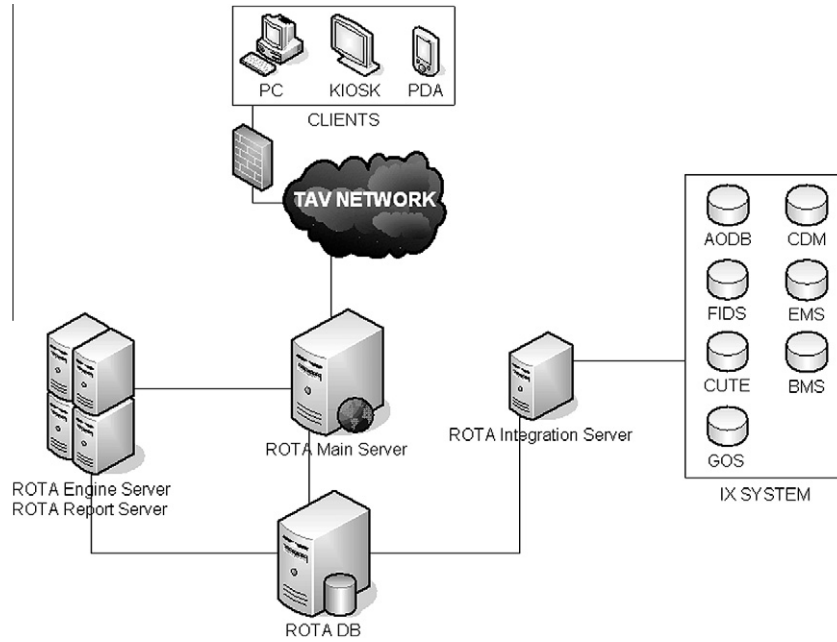 PC KIOSK PDA
CLIENTS
TAV NETWORK
AODB CDM
FIDS EMS
CUTE BMS
GOS
IX SYSTEM
ROTA Main Server
ROTA Integration Server
ROTA Engine Server
ROTA Report Server
ROTA DB